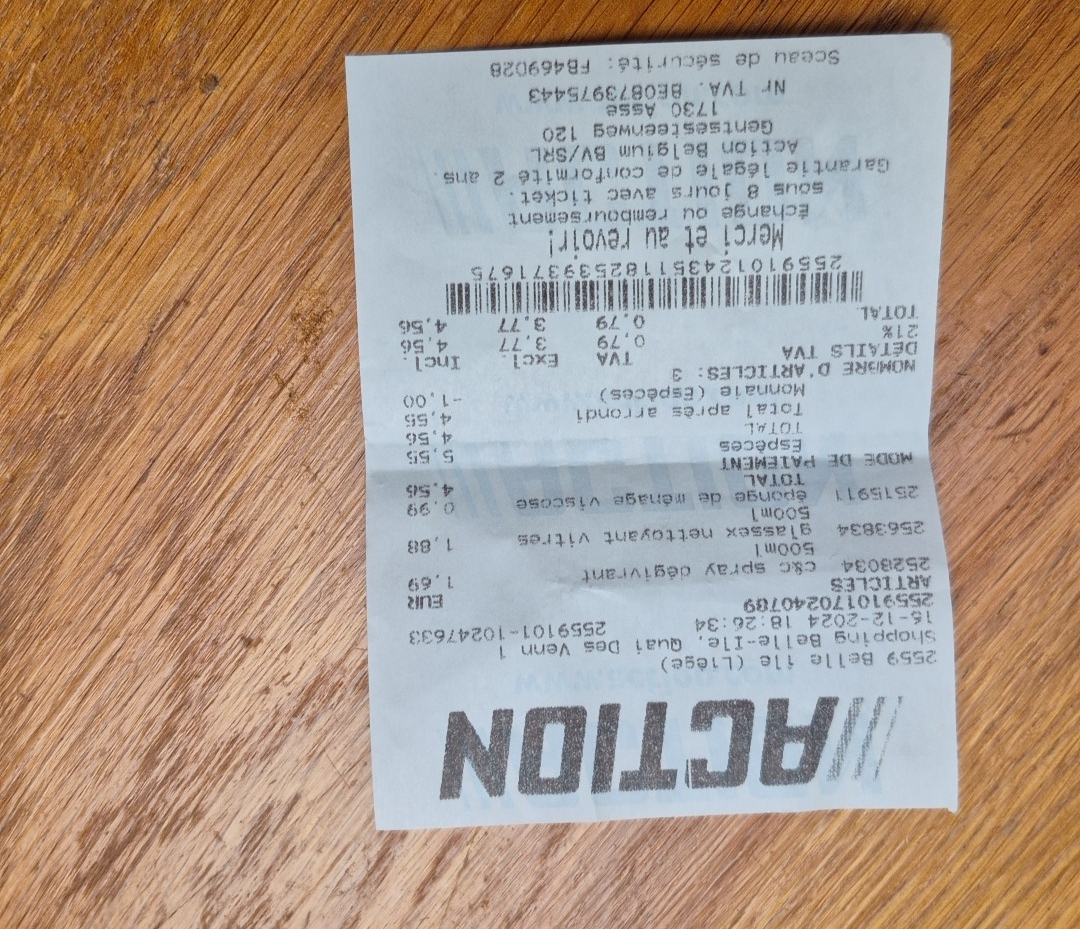 ACTION
2559 Belle île (Liège)
Shopping Belle-Ile, Quai Des Venn 1
16-12-2024 18:26:34 2559101-10247633
255910170240789
ARTICLES EUR
2528034 c&c spray dégivrant 1,69
500ml
2563834 glassex nettoyant vitres 1,88
500ml
2515911 éponge de ménage viscose 0,99
TOTAL 4,56
MODE DE PAIEMENT
Espèces 5,55
TOTAL 4,56
Total après arrondi 4,55
Monnaie (Espèces) -1,00
NOMBRE D'ARTICLES: 3
DÉTAILS TVA TVA Excl. Incl.
21% 0,79 3,77 4,56
TOTAL 0,79 3,77 4,56
255910124351182539371675
Merci et au revoir!
Échange ou remboursement
sous 8 jours avec ticket.
Garantie légale de conformité 2 ans.
Action Belgium BV/SRL
Gentsesteenweg 120
1730 Asse
Nr TVA. BE0873975443
Sceau de sécurité: FB469028